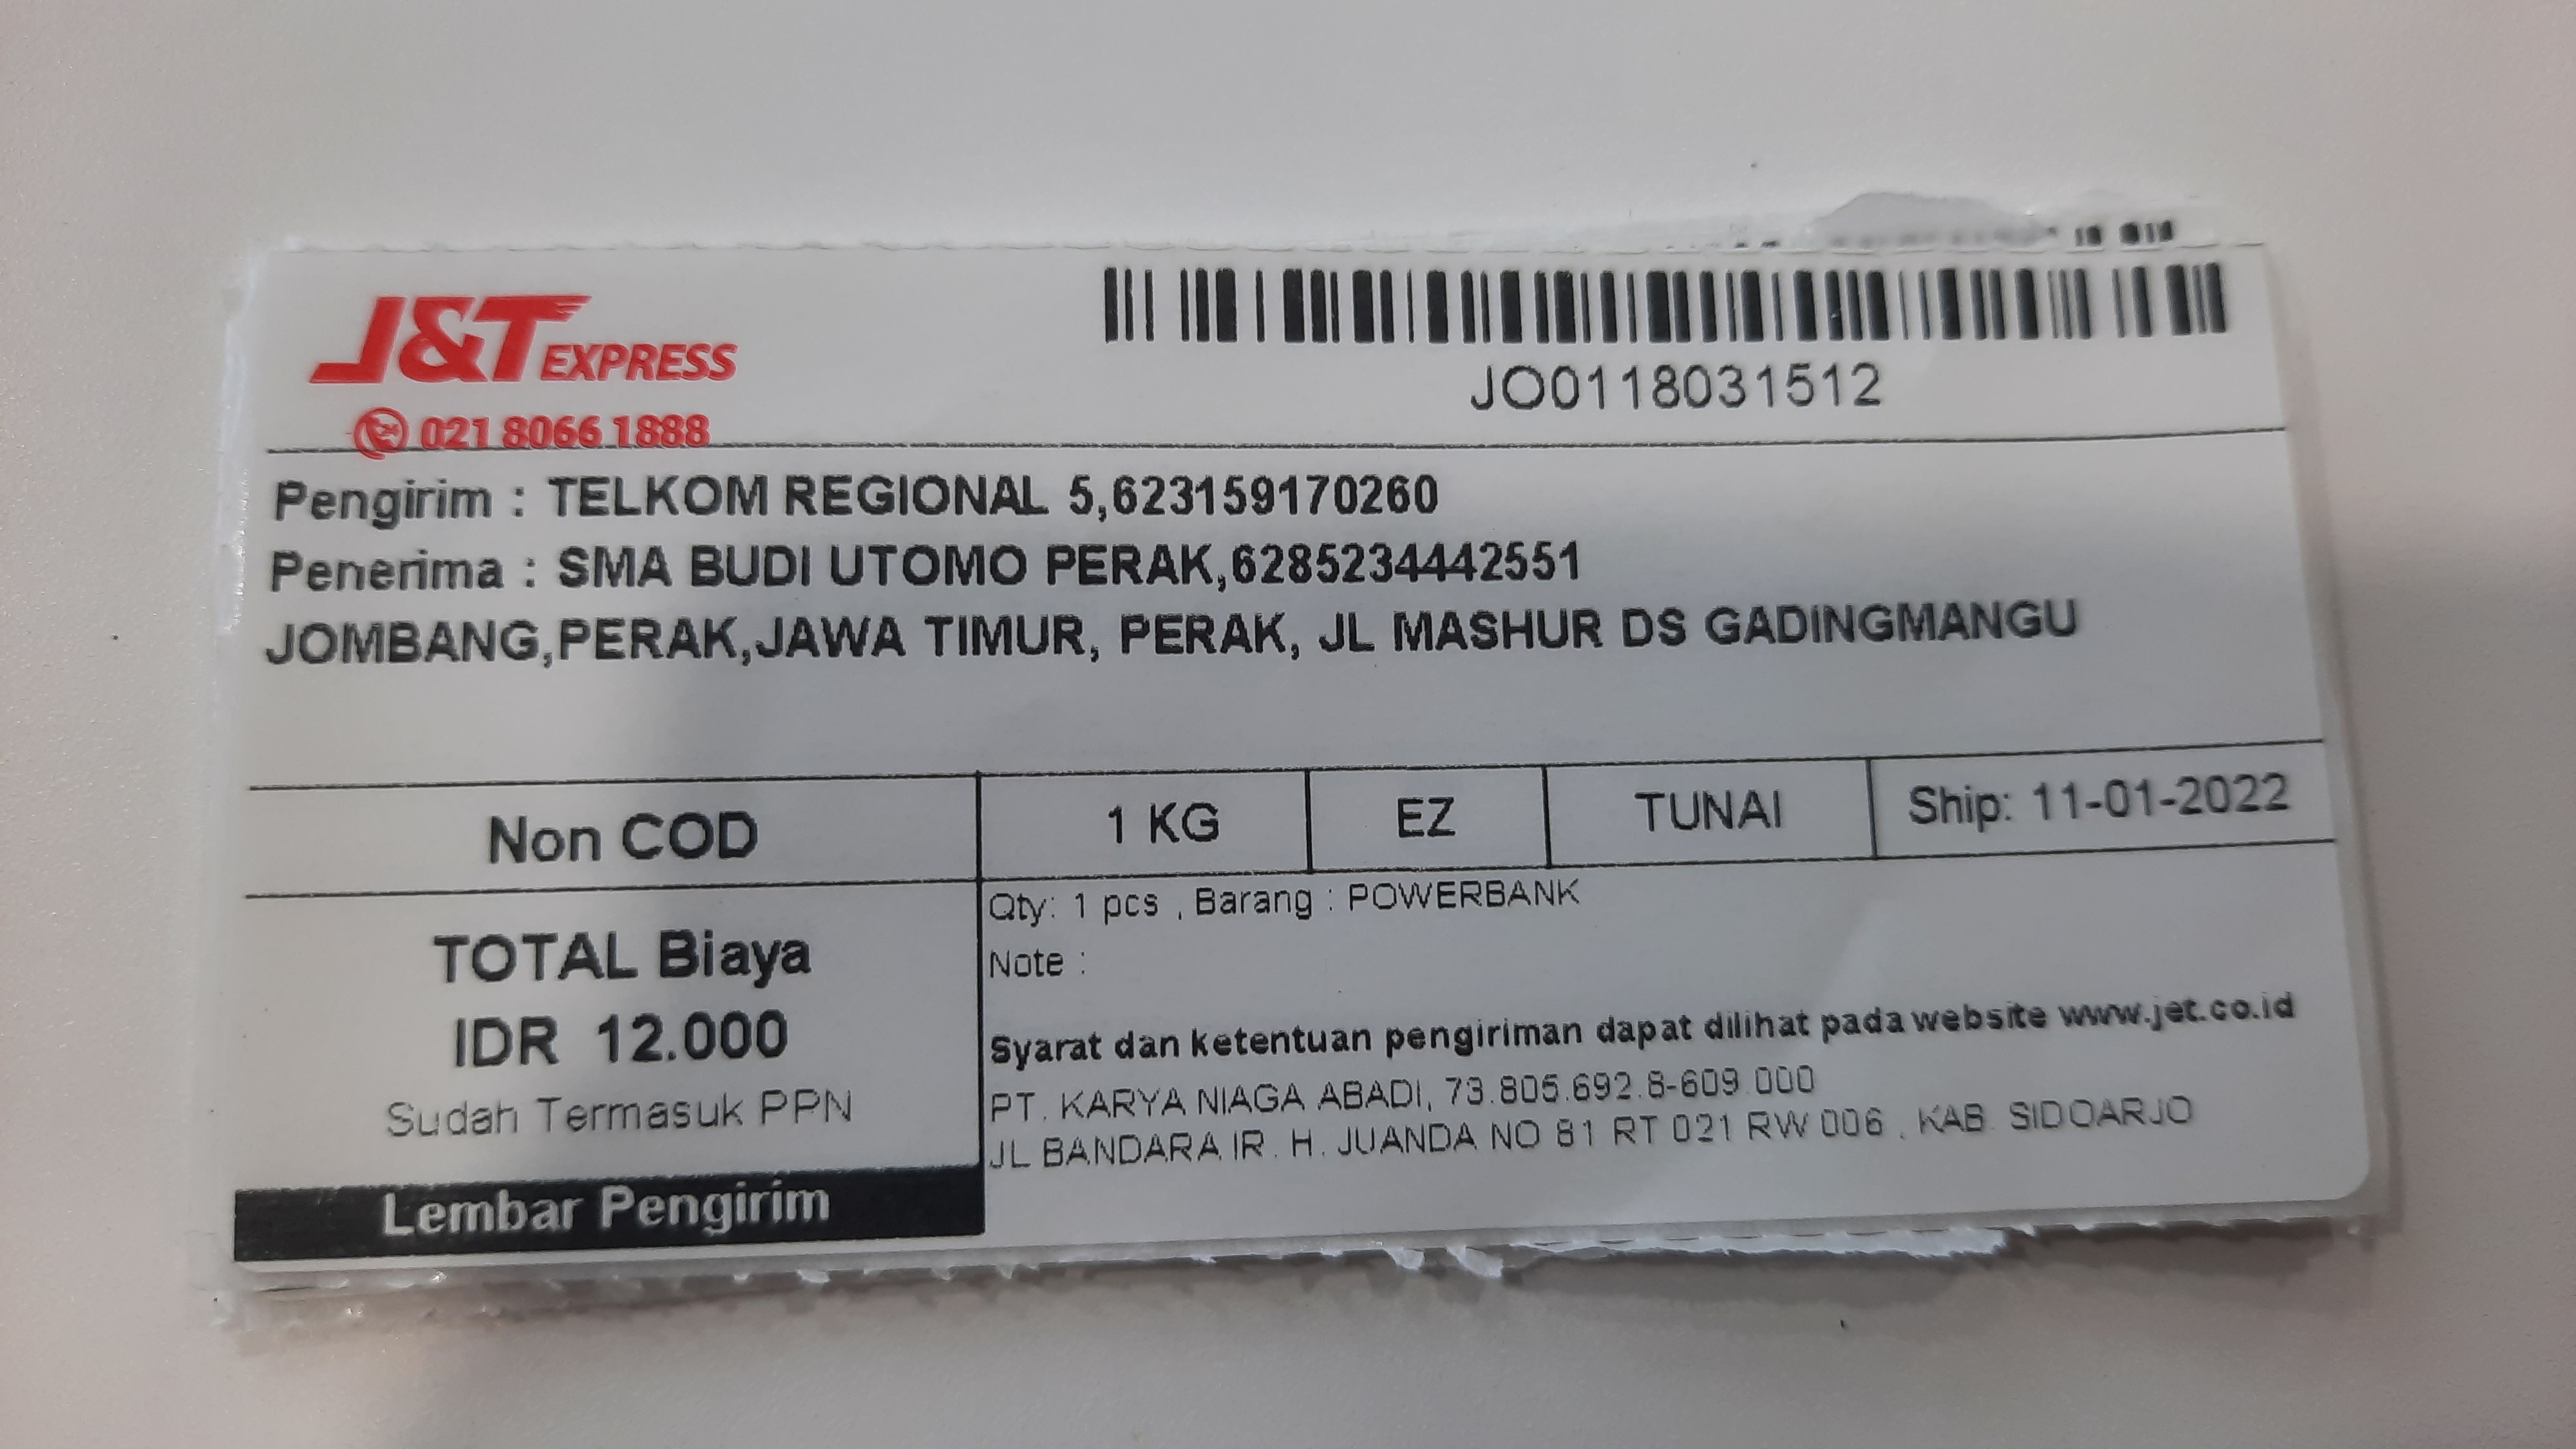 J&T EXPRESS
021 8066 1888
JO0118031512
Pengirim : TELKOM REGIONAL 5,623159170260
Penerima : SMA BUDI UTOMO PERAK,6285234442551
JOMBANG,PERAK,JAWA TIMUR, PERAK, JL MASHUR DS GADINGMANGU
Non COD 1 KG EZ TUNAI Ship: 11-01-2022
TOTAL Biaya
IDR 12.000
Sudah Termasuk PPN
Lembar Pengirim
Qty: 1 pcs , Barang : POWERBANK
Note :
Syarat dan ketentuan pengiriman dapat dilihat pada website www.jet.co.id
PT. KARYA NIAGA ABADI, 73.805.692.8-609.000
JL BANDARA IR. H. JUANDA NO 81 RT 021 RW 006 , KAB. SIDOARJO